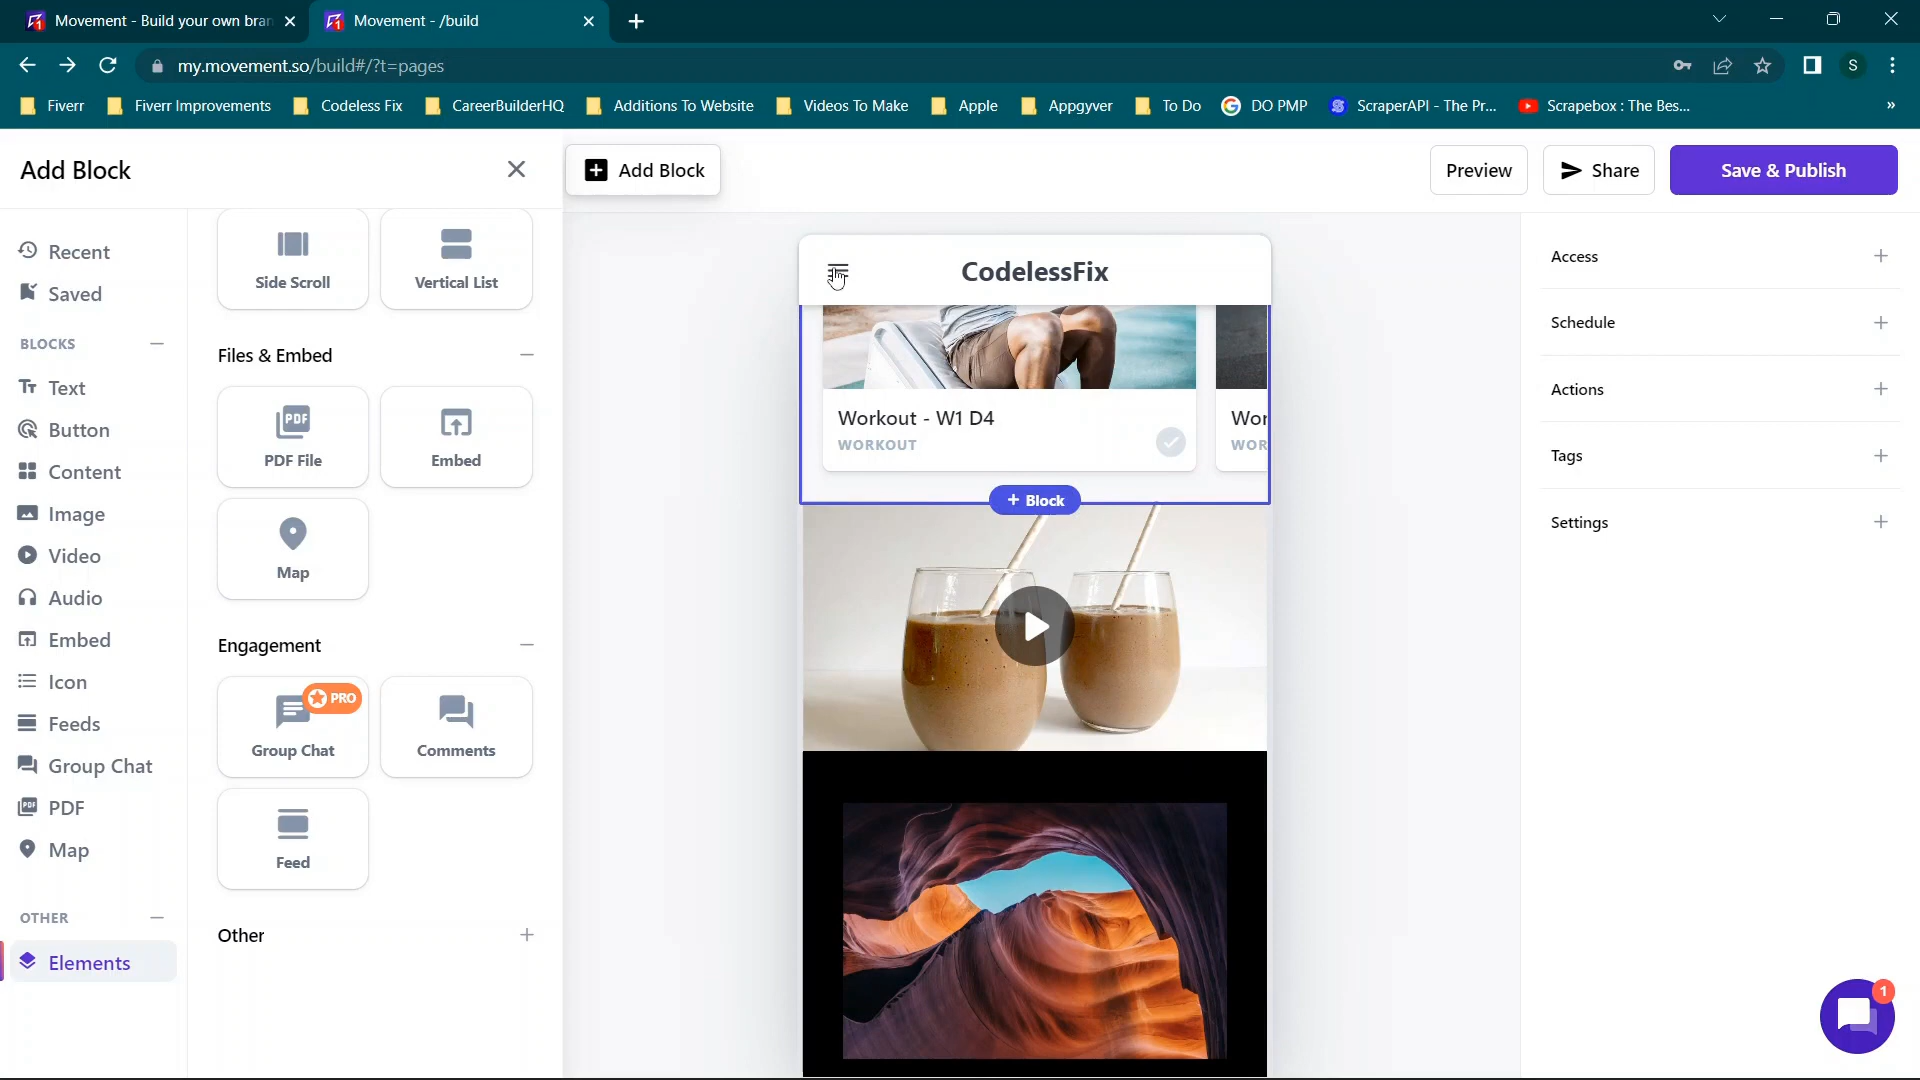 Movement - Build your own bran
Movement - /build
my.movement.so/build#/?t=pages
S
Fiverr
Fiverr Improvements
Codeless Fix
CareerBuilderHQ
Additions To Website
Videos To Make
Apple
Appgyver
To Do
DO PMP
ScraperAPI - The Pr...
Scrapebox : The Bes...
»
Add Block
Add Block
Preview
Share
Save & Publish
Recent
Saved
BLOCKS
Text
Button
Content
Image
Video
Audio
Embed
Icon
Feeds
Group Chat
PDF
Map
OTHER
Elements
Side Scroll
Vertical List
Files & Embed
PDF
PDF File
Embed
Map
Engagement
PRO
Group Chat
Comments
Feed
Other
CodelessFix
Workout - W1 D4
WORKOUT
Wor
WOR
+ Block
Access
Schedule
Actions
Tags
Settings
1